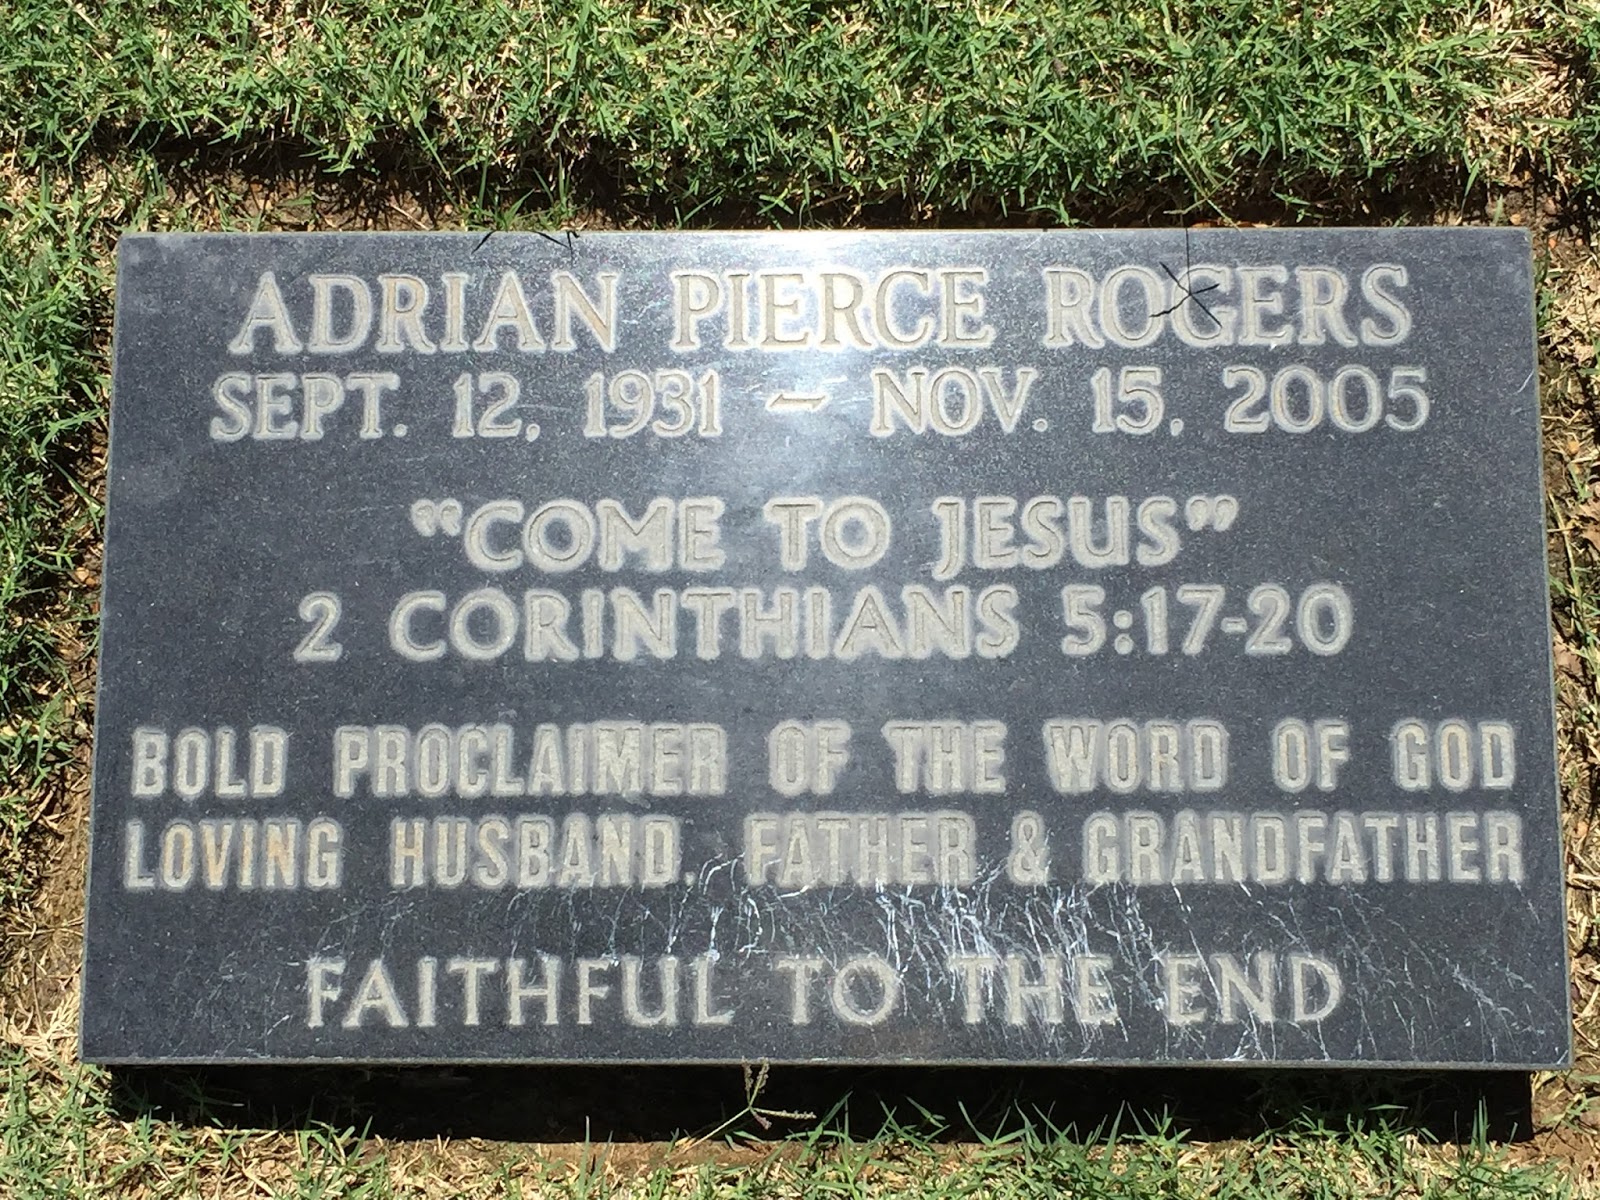 ADRIAN PIERCE ROGERS
SEPT. 12, 1931 – NOV. 15, 2005
"COME TO JESUS"
2 CORINTHIANS 5:17-20
BOLD PROCLAIMER OF THE WORD OF GOD
LOVING HUSBAND, FATHER & GRANDFATHER
FAITHFUL TO THE END